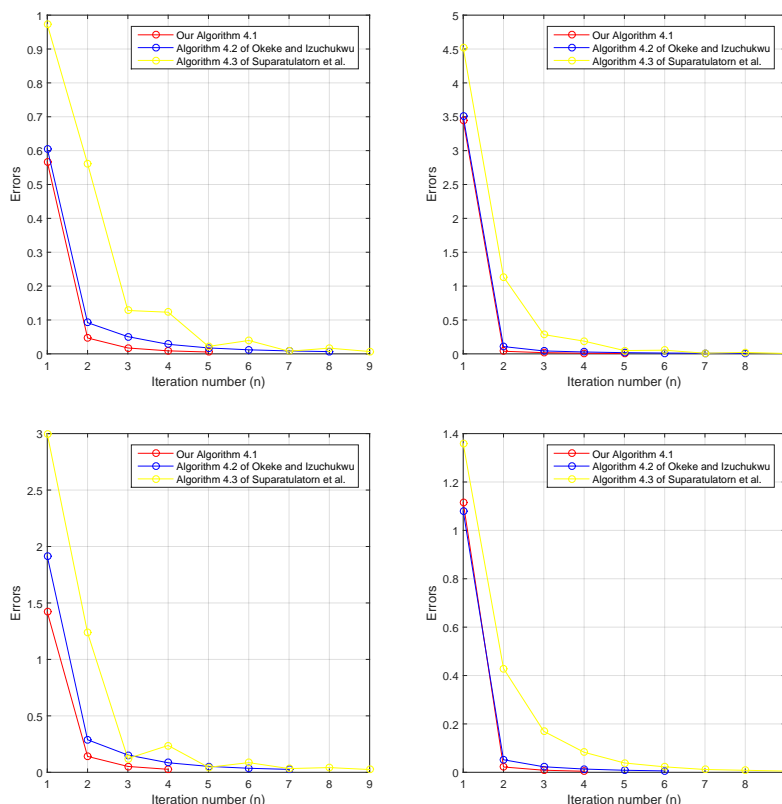 1
0.9
0.8
0.7
0.6
0.5
0.4
0.3
0.2
0.1
0
Errors
1 2 3 4 5 6 7 8 9
Iteration number (n)
Our Algorithm 4.1
Algorithm 4.2 of Okeke and Izuchukwu
Algorithm 4.3 of Suparatulatorn et al.
5
4.5
4
3.5
3
2.5
2
1.5
1
0.5
0
Errors
1 2 3 4 5 6 7 8
Iteration number (n)
Our Algorithm 4.1
Algorithm 4.2 of Okeke and Izuchukwu
Algorithm 4.3 of Suparatulatorn et al.
3
2.5
2
1.5
1
0.5
0
Errors
1 2 3 4 5 6 7 8 9
Iteration number (n)
Our Algorithm 4.1
Algorithm 4.2 of Okeke and Izuchukwu
Algorithm 4.3 of Suparatulatorn et al.
1.4
1.2
1
0.8
0.6
0.4
0.2
0
Errors
1 2 3 4 5 6 7 8
Iteration number (n)
Our Algorithm 4.1
Algorithm 4.2 of Okeke and Izuchukwu
Algorithm 4.3 of Suparatulatorn et al.